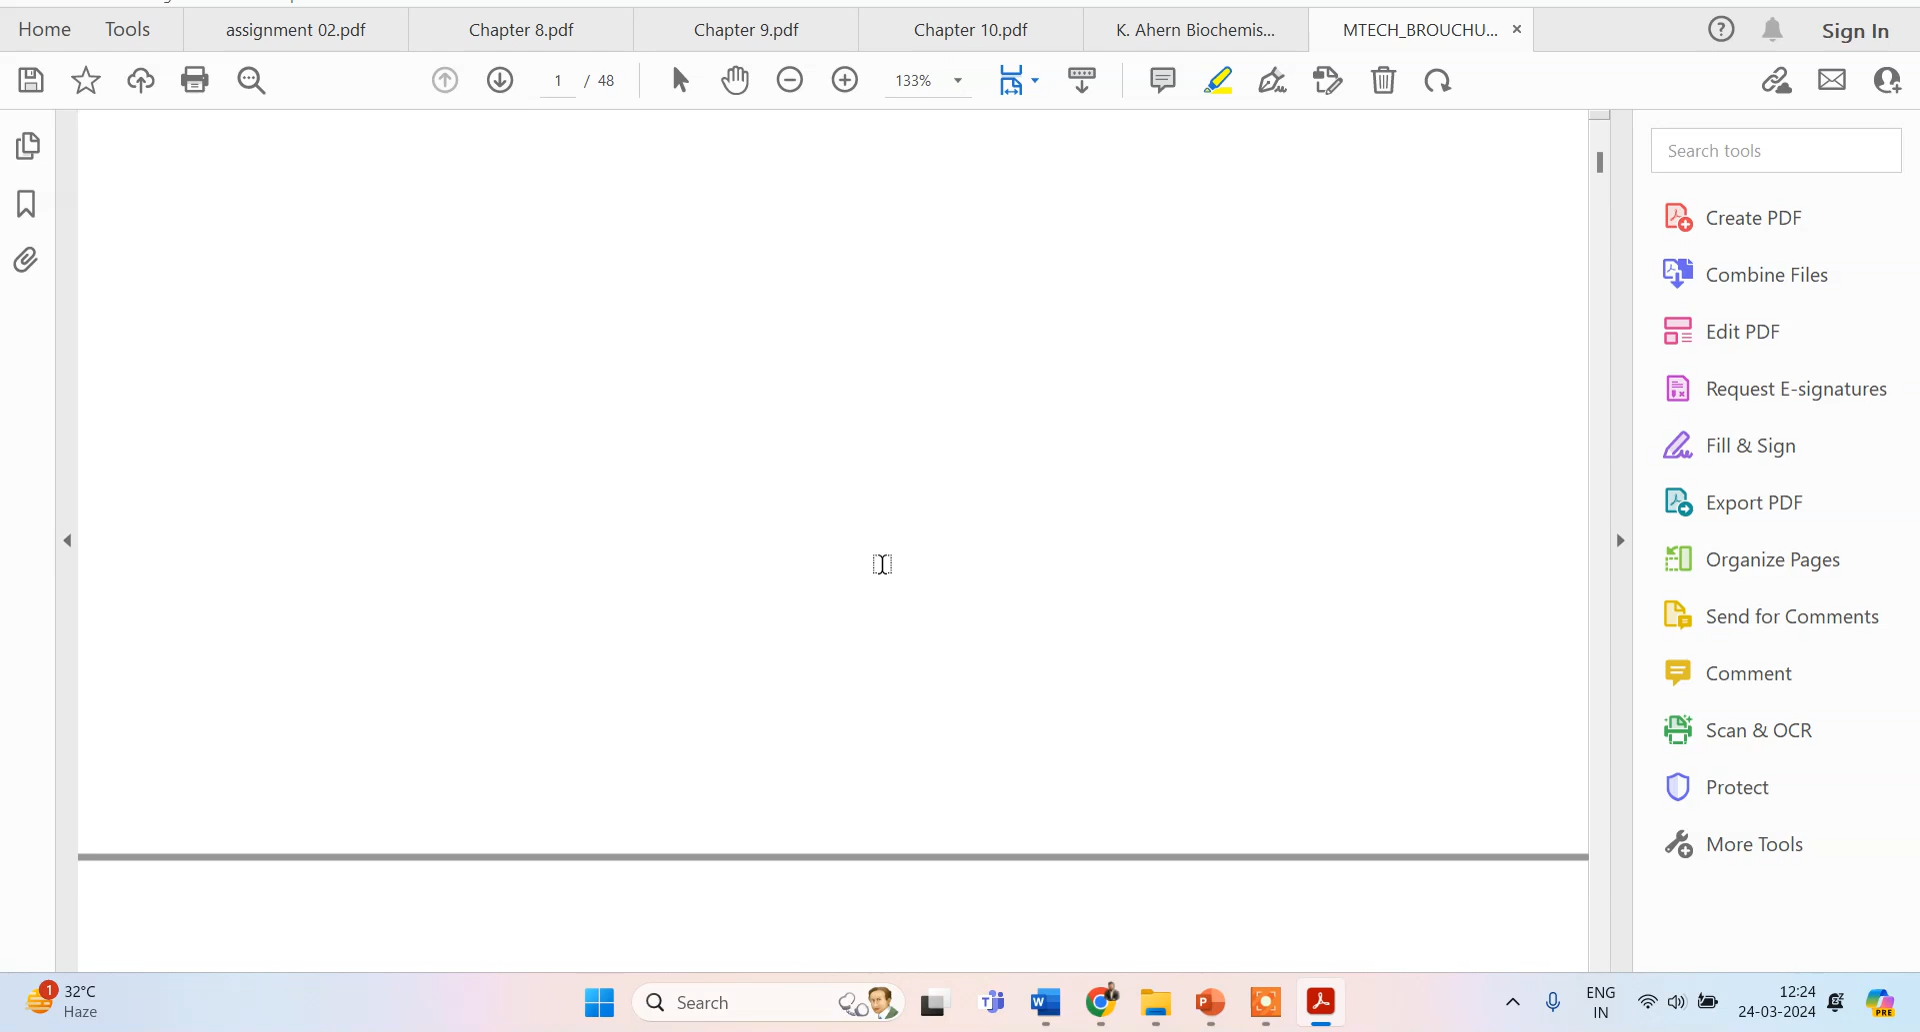 Home Tools assignment 02.pdf Chapter 8.pdf Chapter 9.pdf Chapter 10.pdf K. Ahern Biochemis... MTECH_BROUCHU... × ? Sign In
1 / 48 133%
Search tools
Create PDF
Combine Files
Edit PDF
Request E-signatures
Fill & Sign
Export PDF
Organize Pages
Send for Comments
Comment
Scan & OCR
Protect
More Tools
1 32°C
Haze
Search
ENG
IN
12:24
24-03-2024
PRE